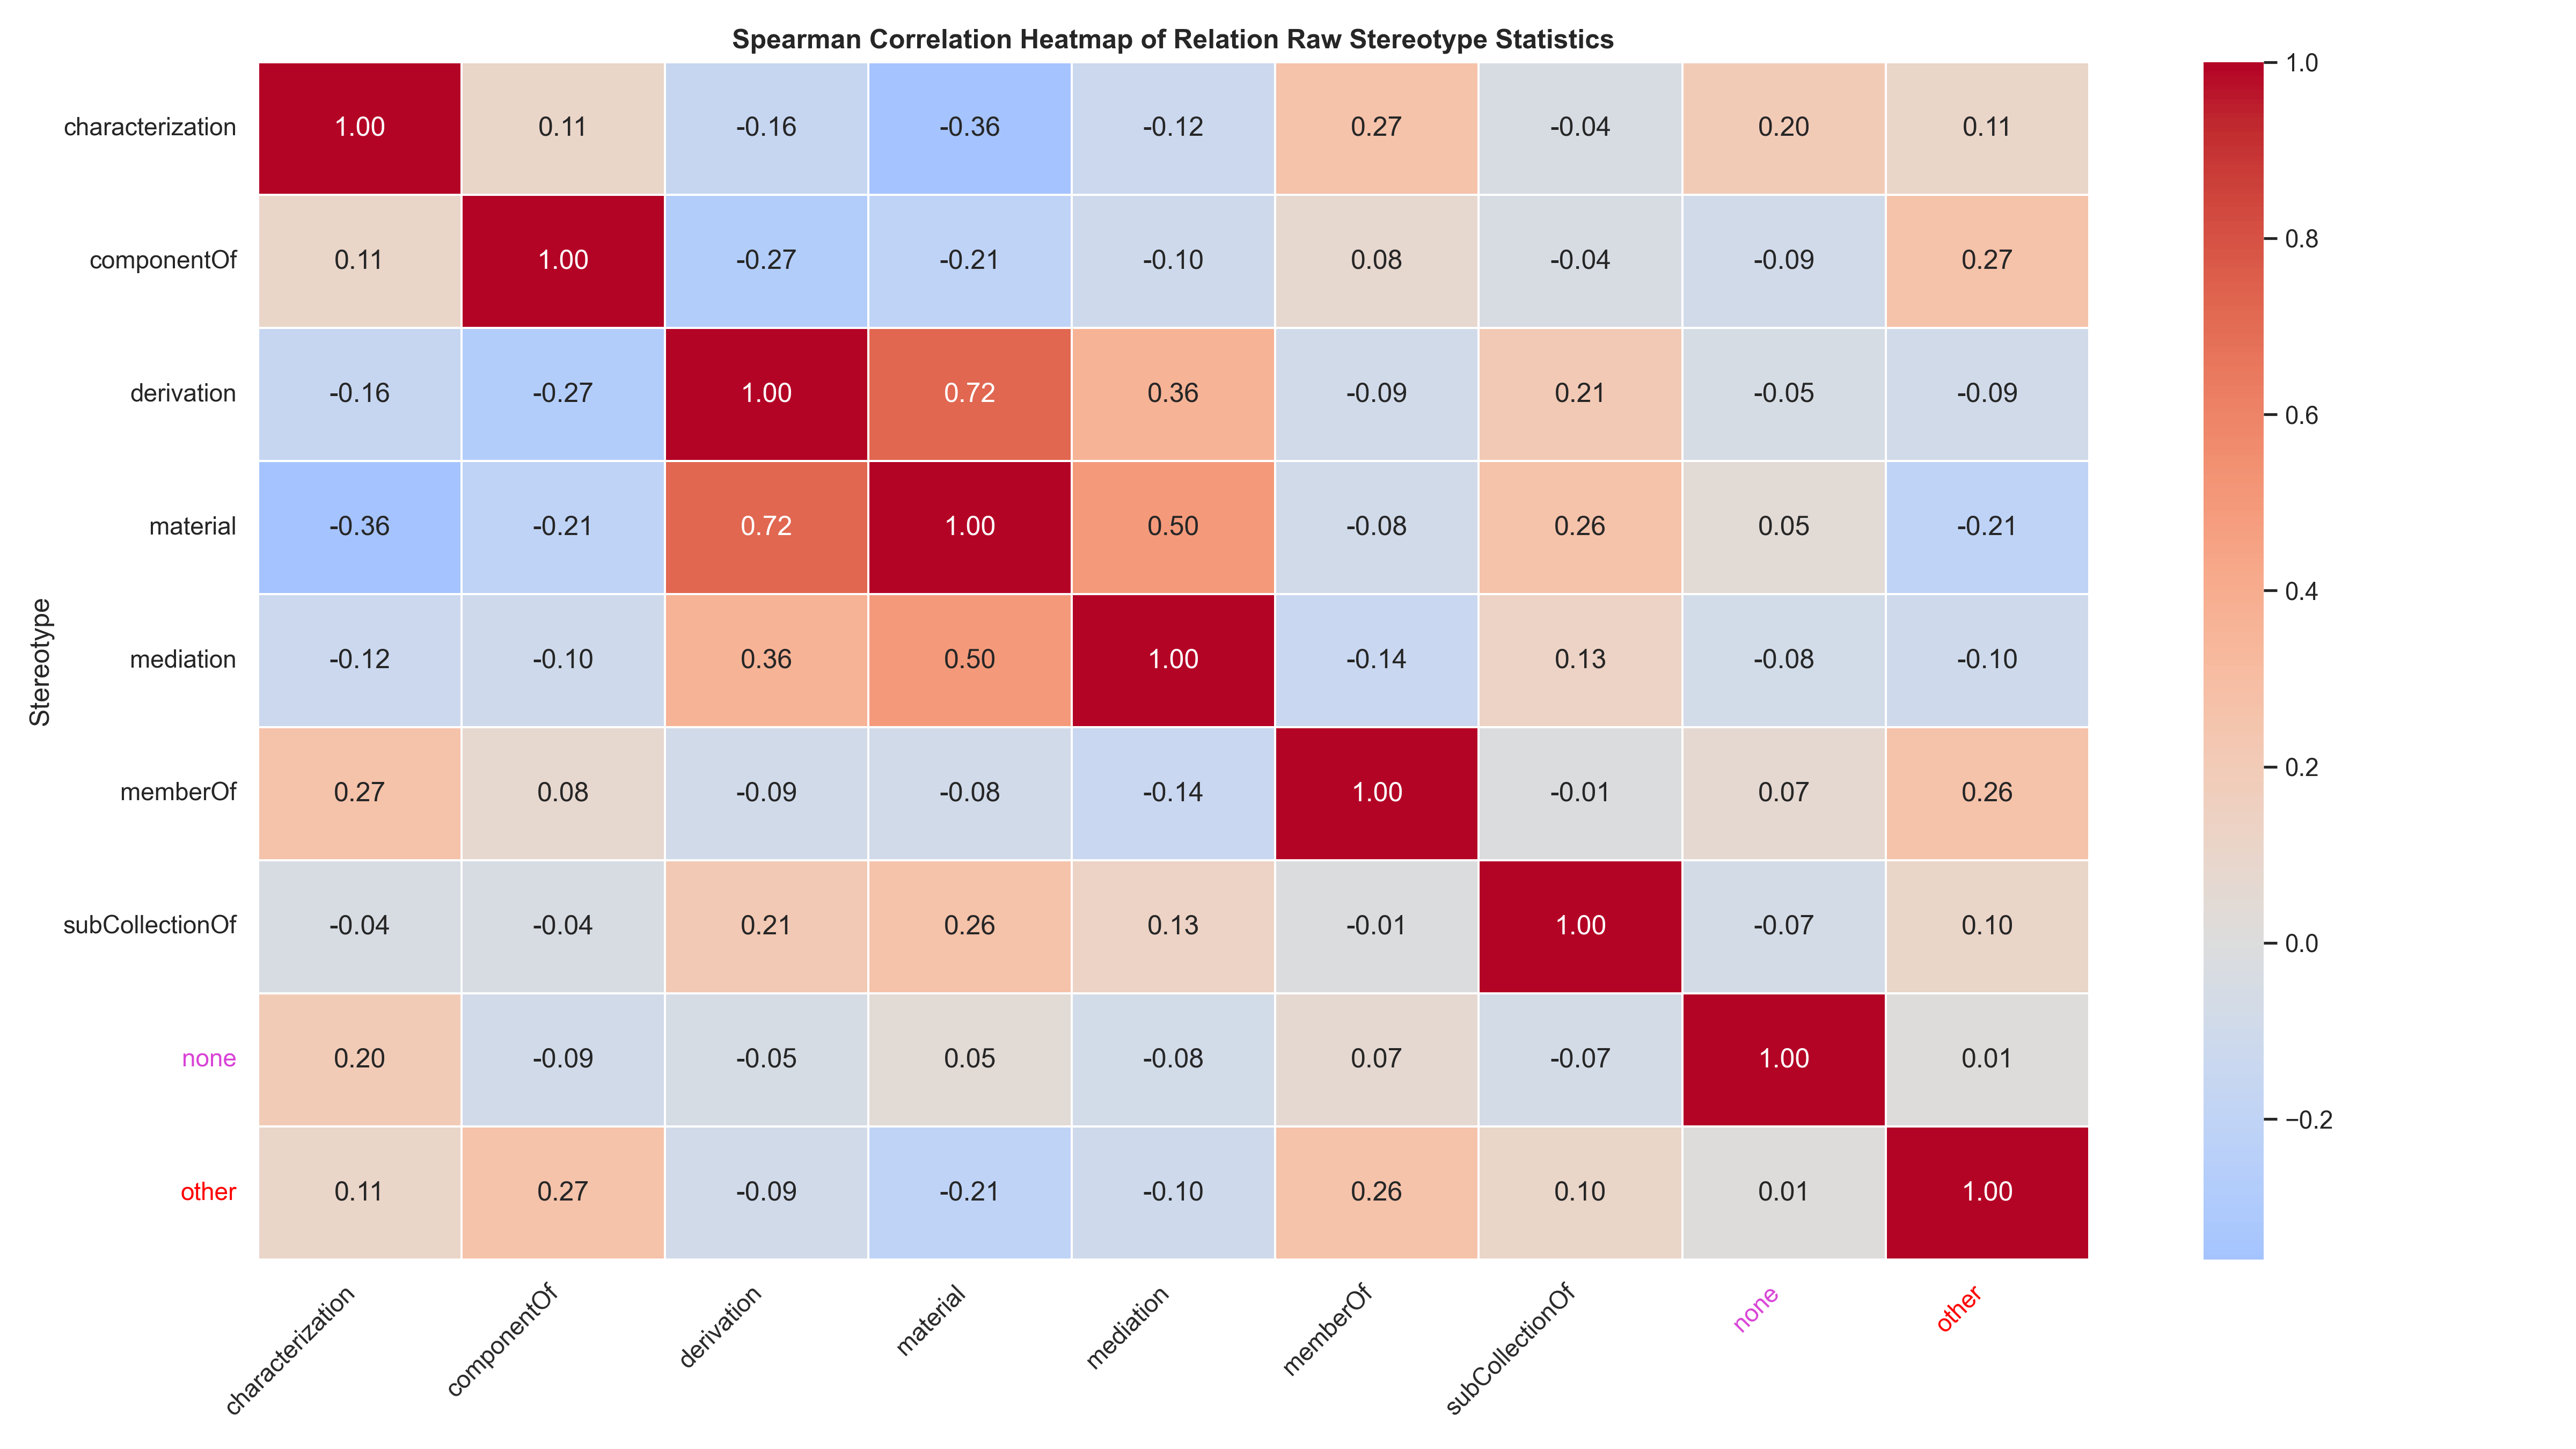 Spearman Correlation Heatmap of Relation Raw Stereotype Statistics
Stereotype
characterization 1.00 0.11 -0.16 -0.36 -0.12 0.27 -0.04 0.20 0.11
componentOf 0.11 1.00 -0.27 -0.21 -0.10 0.08 -0.04 -0.09 0.27
derivation -0.16 -0.27 1.00 0.72 0.36 -0.09 0.21 -0.05 -0.09
material -0.36 -0.21 0.72 1.00 0.50 -0.08 0.26 0.05 -0.21
mediation -0.12 -0.10 0.36 0.50 1.00 -0.14 0.13 -0.08 -0.10
memberOf 0.27 0.08 -0.09 -0.08 -0.14 1.00 -0.01 0.07 0.26
subCollectionOf -0.04 -0.04 0.21 0.26 0.13 -0.01 1.00 -0.07 0.10
none 0.20 -0.09 -0.05 0.05 -0.08 0.07 -0.07 1.00 0.01
other 0.11 0.27 -0.09 -0.21 -0.10 0.26 0.10 0.01 1.00
characterization componentOf derivation material mediation memberOf subCollectionOf none other
1.0
0.8
0.6
0.4
0.2
0.0
−0.2